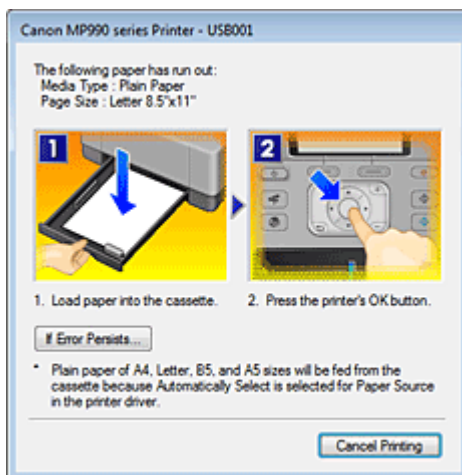 Canon MP990 series Printer - USB001
The following paper has run out:
Media Type : Plain Paper
Page Size : Letter 8.5"x11"
1
2
1. Load paper into the cassette.
2. Press the printer's OK button.
If Error Persists...
* Plain paper of A4, Letter, B5, and A5 sizes will be fed from the
cassette because Automatically Select is selected for Paper Source
in the printer driver.
Cancel Printing